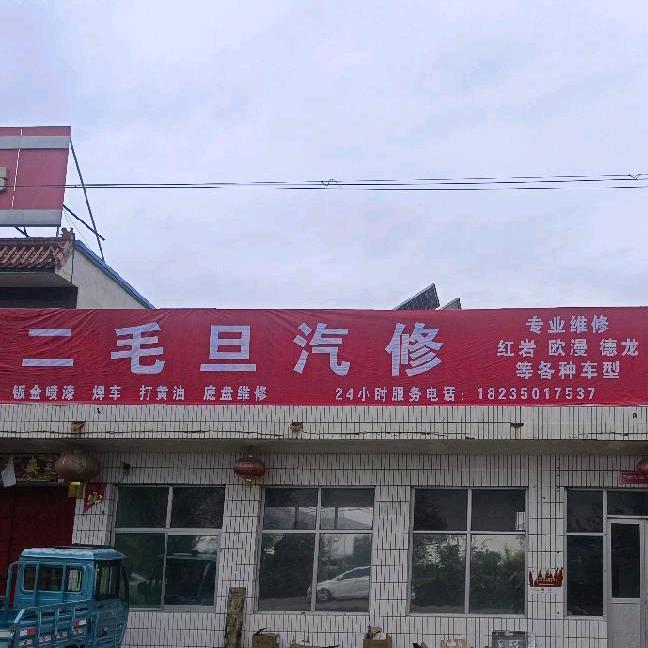 二毛旦汽修
专业维修
红岩 欧漫 德龙
等各种车型
钣金喷漆 焊车 打黄油 底盘维修 24小时服务电话：18235017537